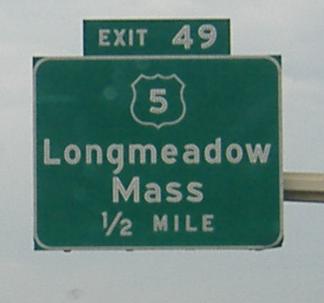 EXIT 49
5
Longmeadow
Mass
1/2 MILE